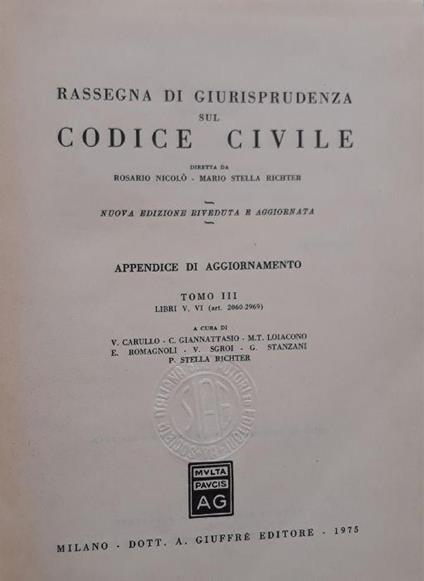 RASSEGNA DI GIURISPRUDENZA
SUL
CODICE CIVILE
DIRETTA DA
ROSARIO NICOLÒ - MARIO STELLA RICHTER
NUOVA EDIZIONE RIVEDUTA E AGGIORNATA
APPENDICE DI AGGIORNAMENTO
TOMO III
LIBRI V, VI (art. 2060-2969)
A CURA DI
V. CARULLO - C. GIANNATTASIO - M.T. LOIACONO
E. ROMAGNOLI - V. SGROI - G. STANZANI
P. STELLA RICHTER
SIAE
MVLTA
PAVCIS
AG
MILANO - DOTT. A. GIUFFRÈ EDITORE - 1975